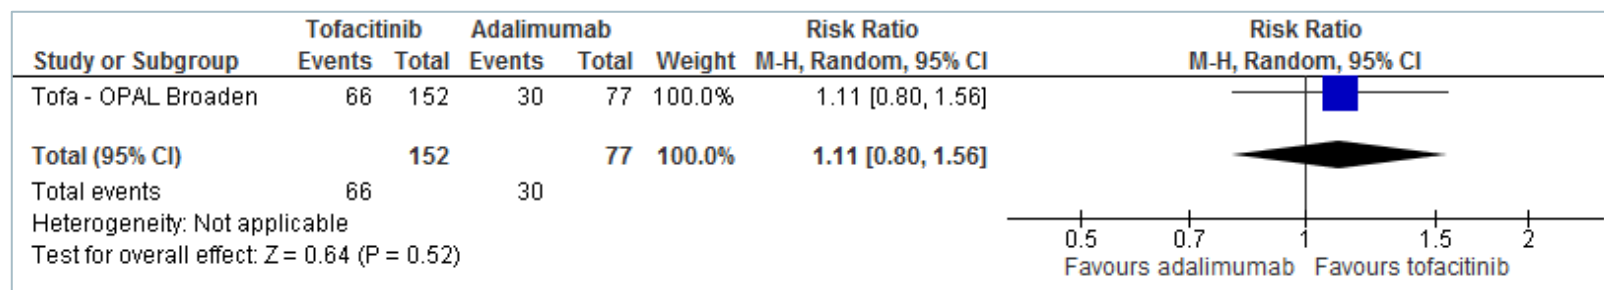 Tofacitinib Adalimumab Risk Ratio Risk Ratio
Study or Subgroup Events Total Events Total Weight M-H, Random, 95% CI M-H, Random, 95% CI
Tofa - OPAL Broaden 66 152 30 77 100.0% 1.11 [0.80, 1.56]
Total (95% CI) 152 77 100.0% 1.11 [0.80, 1.56]
Total events 66 30
Heterogeneity: Not applicable
Test for overall effect: Z = 0.64 (P = 0.52)
0.5 0.7 1 1.5 2
Favours adalimumab Favours tofacitinib